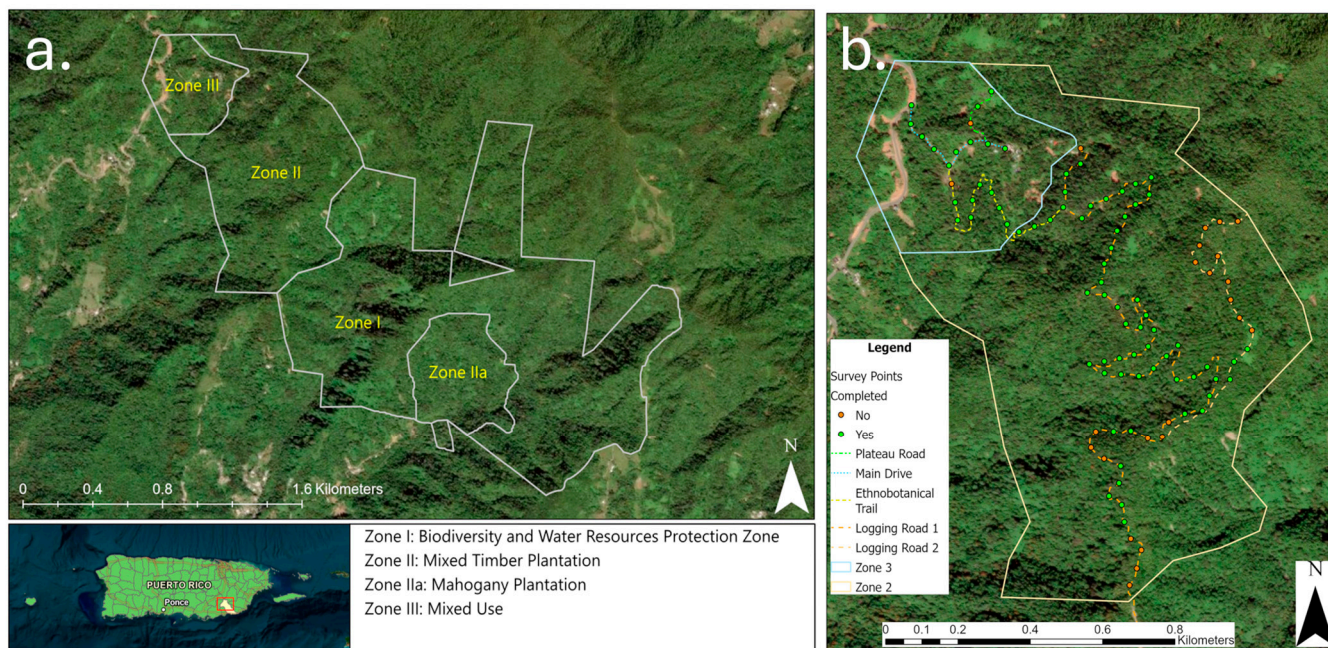 a.
Zone III
Zone II
Zone I
Zone IIa
0 0.4 0.8 1.6 Kilometers
N
PUERTO RICO
Ponce
Zone I: Biodiversity and Water Resources Protection Zone
Zone II: Mixed Timber Plantation
Zone IIa: Mahogany Plantation
Zone III: Mixed Use
b.
Legend
Survey Points
Completed
No
Yes
Plateau Road
Main Drive
Ethnobotanical
Trail
Logging Road 1
Logging Road 2
Zone 3
Zone 2
0 0.1 0.2 0.4 0.6 0.8
Kilometers
N